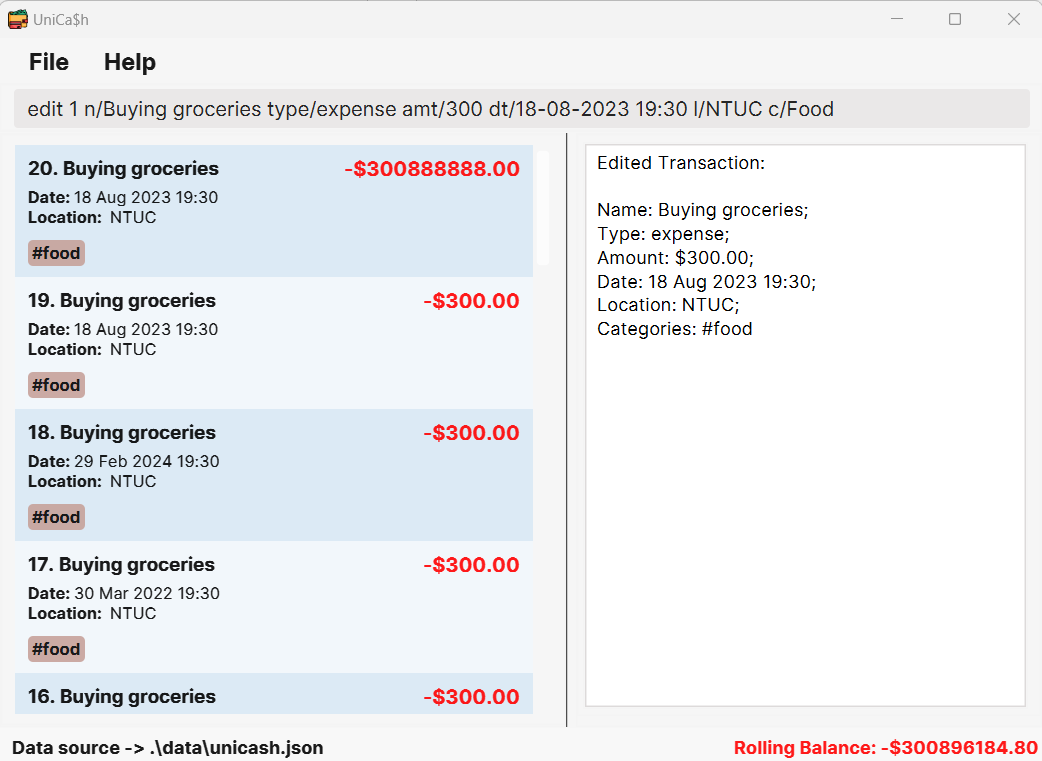 UniCa$h
File Help
edit 1 n/Buying groceries type/expense amt/300 dt/18-08-2023 19:30 l/NTUC c/Food
20. Buying groceries -$300888888.00
Date: 18 Aug 2023 19:30
Location: NTUC
#food
19. Buying groceries -$300.00
Date: 18 Aug 2023 19:30
Location: NTUC
#food
18. Buying groceries -$300.00
Date: 29 Feb 2024 19:30
Location: NTUC
#food
17. Buying groceries -$300.00
Date: 30 Mar 2022 19:30
Location: NTUC
#food
16. Buying groceries -$300.00
Edited Transaction:
Name: Buying groceries;
Type: expense;
Amount: $300.00;
Date: 18 Aug 2023 19:30;
Location: NTUC;
Categories: #food
Data source -> .\data\unicash.json
Rolling Balance: -$300896184.80